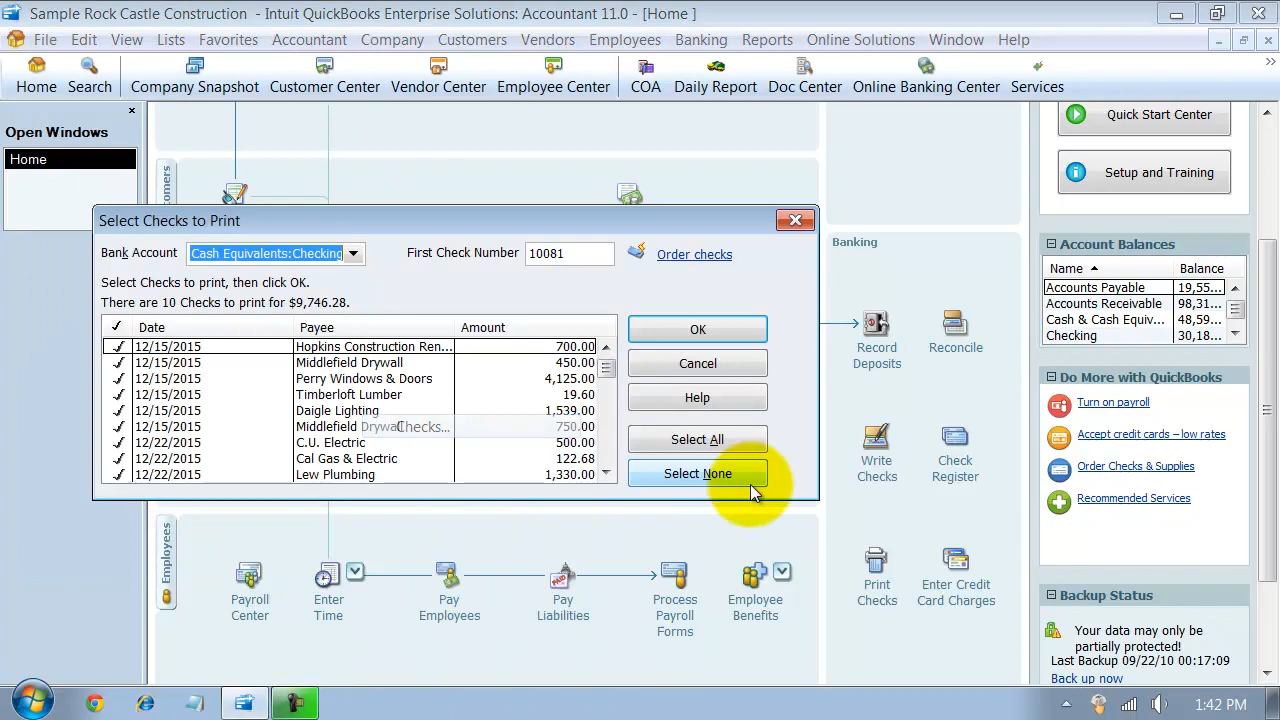 Sample Rock Castle Construction - Intuit QuickBooks Enterprise Solutions: Accountant 11.0 - [Home ]
File Edit View Lists Favorites Accountant Company Customers Vendors Employees Banking Reports Online Solutions Window Help
Home Search Company Snapshot Customer Center Vendor Center Employee Center COA Daily Report Doc Center Online Banking Center Services
Open Windows
Home
Select Checks to Print
Bank Account Cash Equivalents:Checking First Check Number 10081 Order checks
Select Checks to print, then click OK.
There are 10 Checks to print for $9,746.28.
Date Payee Amount
12/15/2015 Hopkins Construction Ren... 700.00
12/15/2015 Middlefield Drywall 450.00
12/15/2015 Perry Windows & Doors 4,125.00
12/15/2015 Timberloft Lumber 19.60
12/15/2015 Daigle Lighting 1,539.00
12/15/2015 Middlefield Drywall 750.00
Checks...
12/22/2015 C.U. Electric 500.00
12/22/2015 Cal Gas & Electric 122.68
12/22/2015 Lew Plumbing 1,330.00
OK
Cancel
Help
Select All
Select None
Employees
Payroll Center
Enter Time
Pay Employees
Pay Liabilities
Process Payroll Forms
Employee Benefits
Banking
Record Deposits
Reconcile
Write Checks
Check Register
Print Checks
Enter Credit Card Charges
Quick Start Center
Setup and Training
Account Balances
Name Balance
Accounts Payable 19,55...
Accounts Receivable 98,31...
Cash & Cash Equiv... 48,59...
Checking 30,18...
Do More with QuickBooks
Turn on payroll
Accept credit cards – low rates
Order Checks & Supplies
Recommended Services
Backup Status
Your data may only be
partially protected!
Last Backup 09/22/10 00:17:09
Back up now
1:42 PM